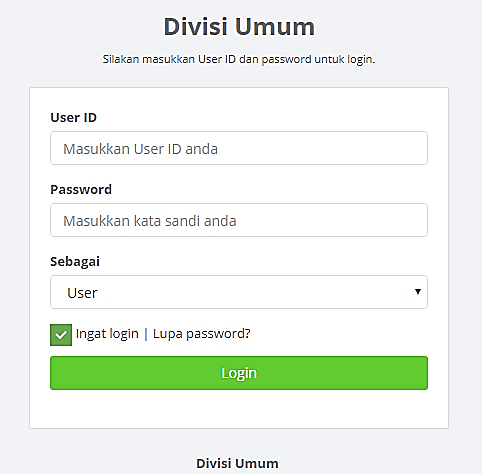 Divisi Umum
Silakan masukkan User ID dan password untuk login.
User ID
Masukkan User ID anda
Password
Masukkan kata sandi anda
Sebagai
User
Ingat login | Lupa password?
Login
Divisi Umum